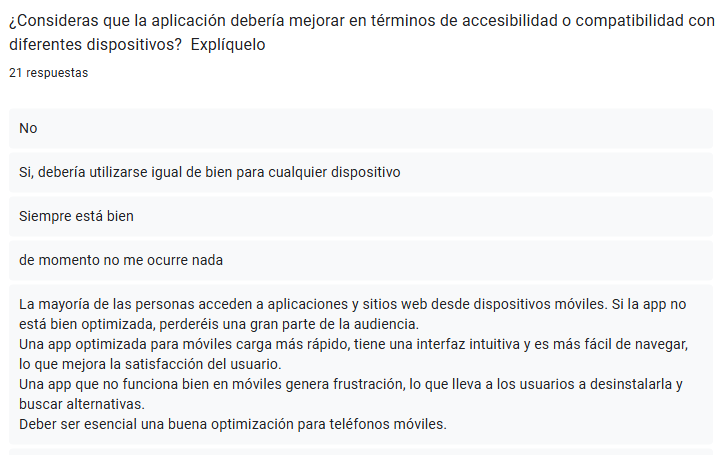 ¿Consideras que la aplicación debería mejorar en términos de accesibilidad o compatibilidad con
diferentes dispositivos?  Explíquelo
21 respuestas
No
Si, debería utilizarse igual de bien para cualquier dispositivo
Siempre está bien
de momento no me ocurre nada
La mayoría de las personas acceden a aplicaciones y sitios web desde dispositivos móviles. Si la app no
está bien optimizada, perderéis una gran parte de la audiencia.
Una app optimizada para móviles carga más rápido, tiene una interfaz intuitiva y es más fácil de navegar,
lo que mejora la satisfacción del usuario.
Una app que no funciona bien en móviles genera frustración, lo que lleva a los usuarios a desinstalarla y
buscar alternativas.
Deber ser esencial una buena optimización para teléfonos móviles.